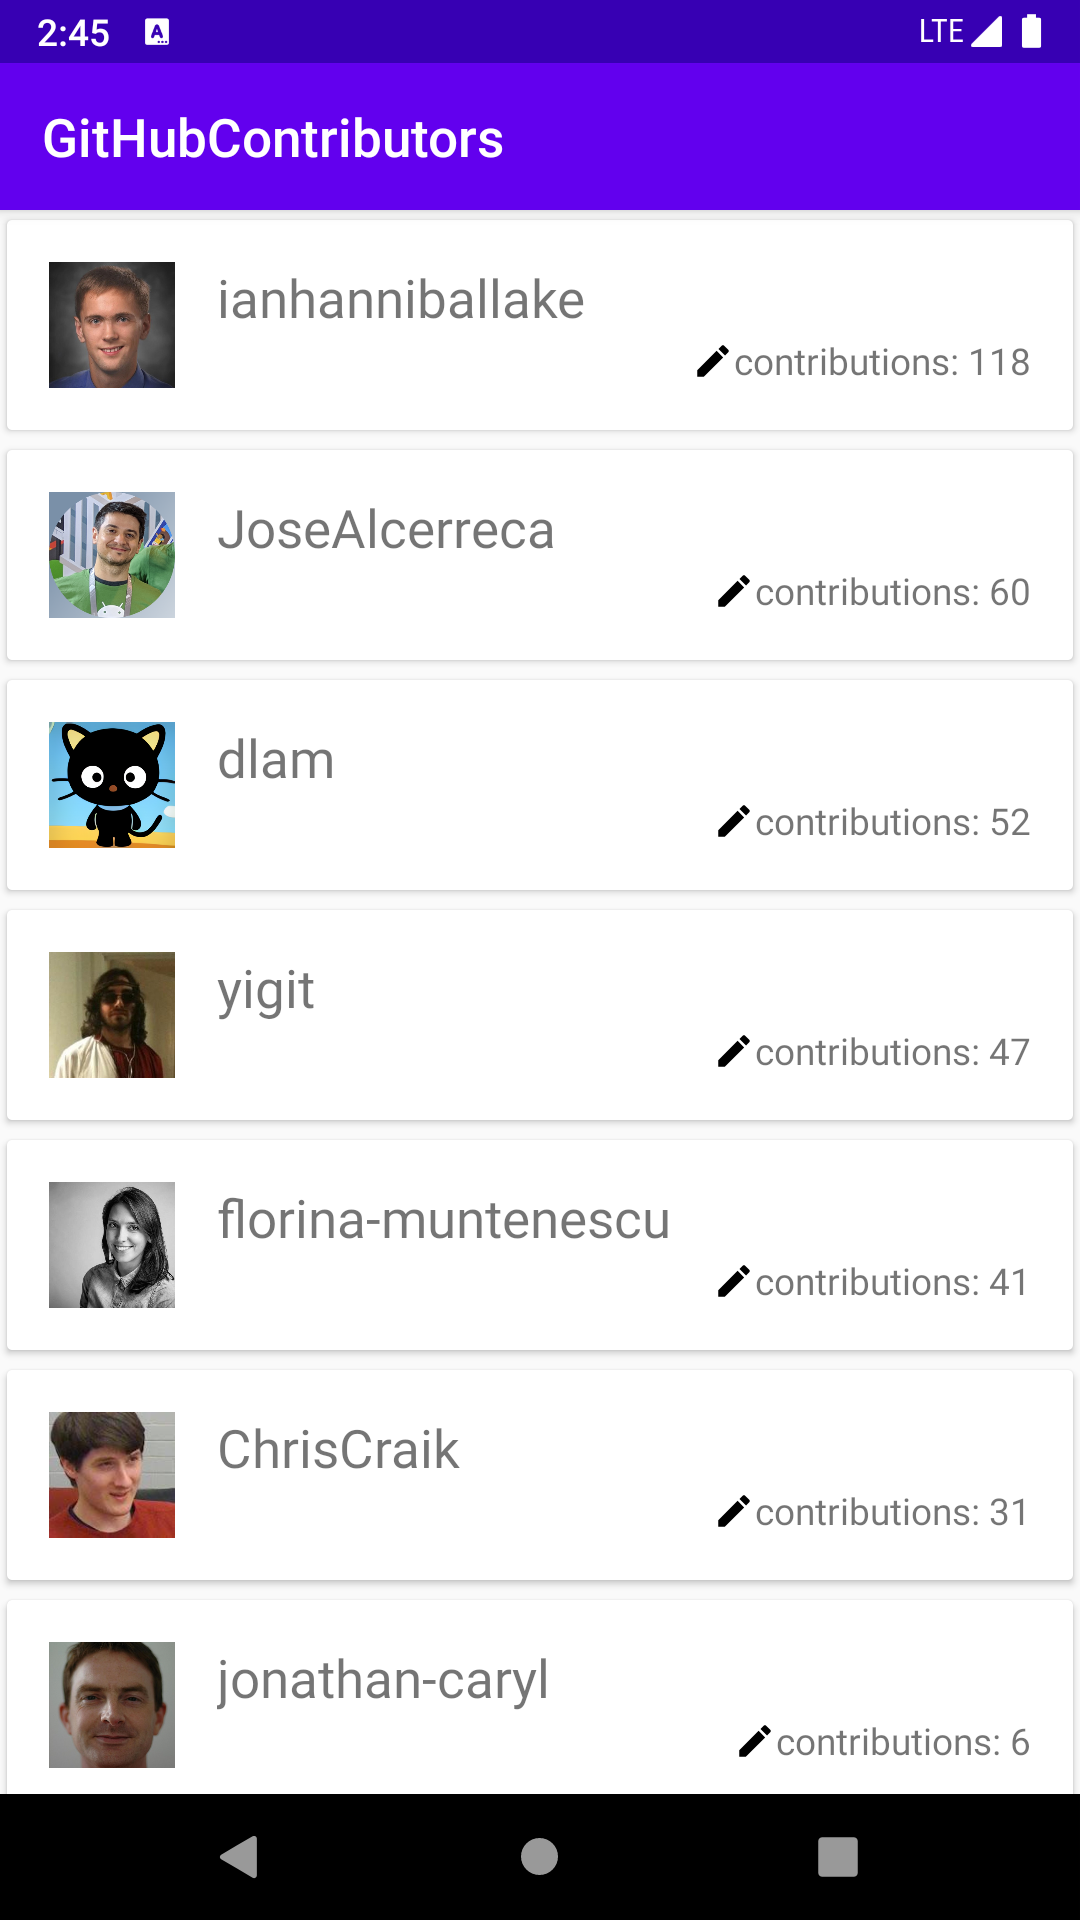 2:45 A LTE
GitHubContributors
ianhanniballake
contributions: 118
JoseAlcerreca
contributions: 60
dlam
contributions: 52
yigit
contributions: 47
florina-muntenescu
contributions: 41
ChrisCraik
contributions: 31
jonathan-caryl
contributions: 6